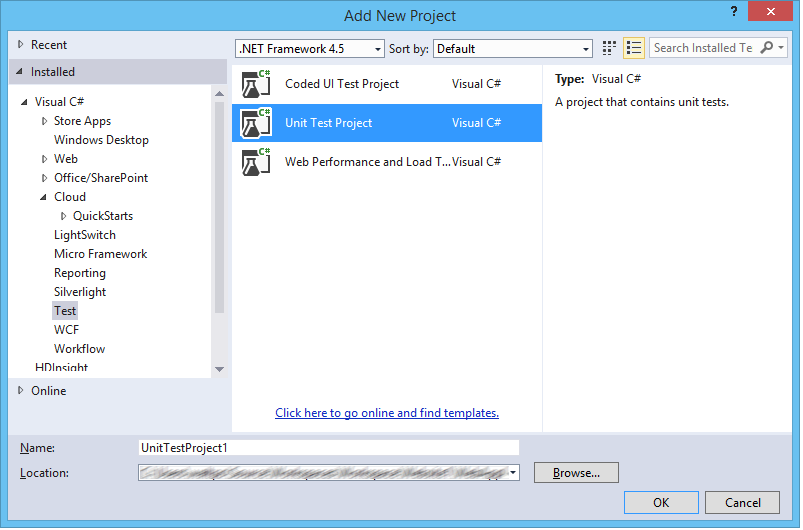 Add New Project
?
Recent
.NET Framework 4.5
Sort by:
Default
Search Installed Te
Installed
Visual C#
Store Apps
Windows Desktop
Web
Office/SharePoint
Cloud
QuickStarts
LightSwitch
Micro Framework
Reporting
Silverlight
Test
WCF
Workflow
HDInsight
Online
C#
Coded UI Test Project Visual C#
C#
Unit Test Project Visual C#
C#
Web Performance and Load T... Visual C#
Click here to go online and find templates.
Type: Visual C#
A project that contains unit tests.
Name: UnitTestProject1
Location:
Browse...
OK
Cancel